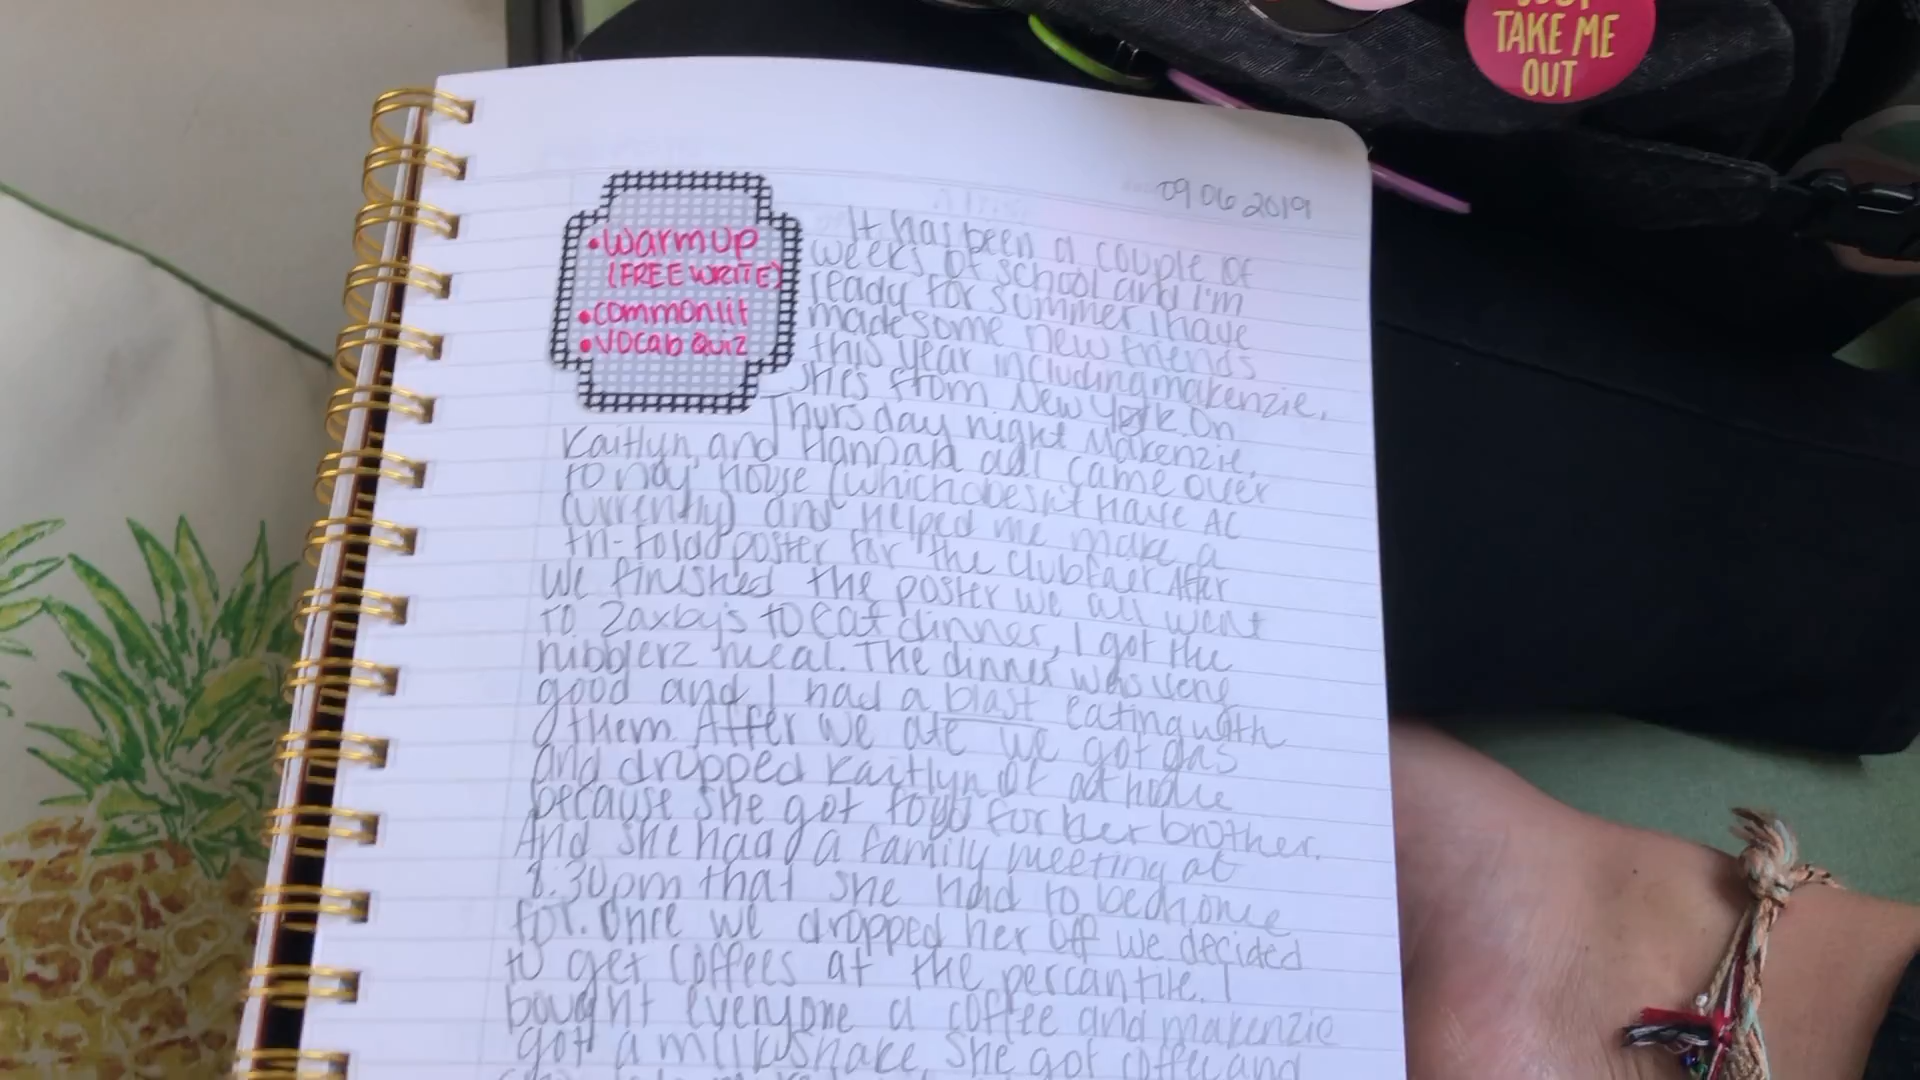 TAKE ME
OUT
09 06 2019
• warm up
(FREE WRITE)
• commonlit
• vocab quiz
It has been a couple of
weeks of school and I'm
ready for summer. I have
made some new friends
this year including makenzie,
she's from New York. On
Thursday night Makenzie,
Kaitlyn, and Hannah all came over
to my house (which doesn't have AC
currently) and helped me make a
tri-fold poster for the club faer. After
we finished the poster we all went
to Zaxby's to eat dinner, I got the
nibblerz meal. The dinner was very
good and I had a blast eating with
them. After we ate we got gas
and dropped Kaitlyn of at home
because she got food for her brother.
And she had a family meeting at
8:30pm that she had to be home
for. Once we dropped her off we decided
to get coffees at the percantile. I
bought everyone a coffee and makenzie
got a milkshake. She got coffee and